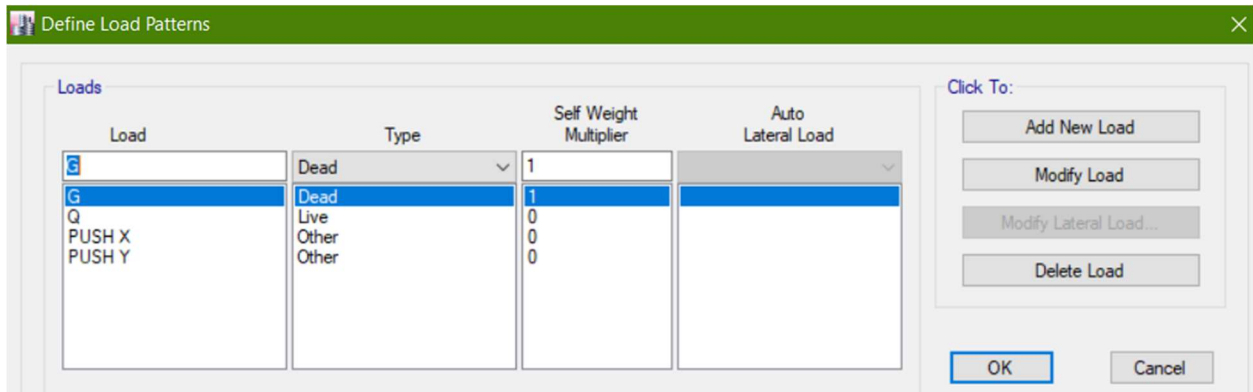 Define Load Patterns
Loads
Click To:
Load Type Self Weight Multiplier Auto Lateral Load
G Dead 1
G Dead 1
Q Live 0
PUSH X Other 0
PUSH Y Other 0
Add New Load
Modify Load
Modify Lateral Load...
Delete Load
OK Cancel